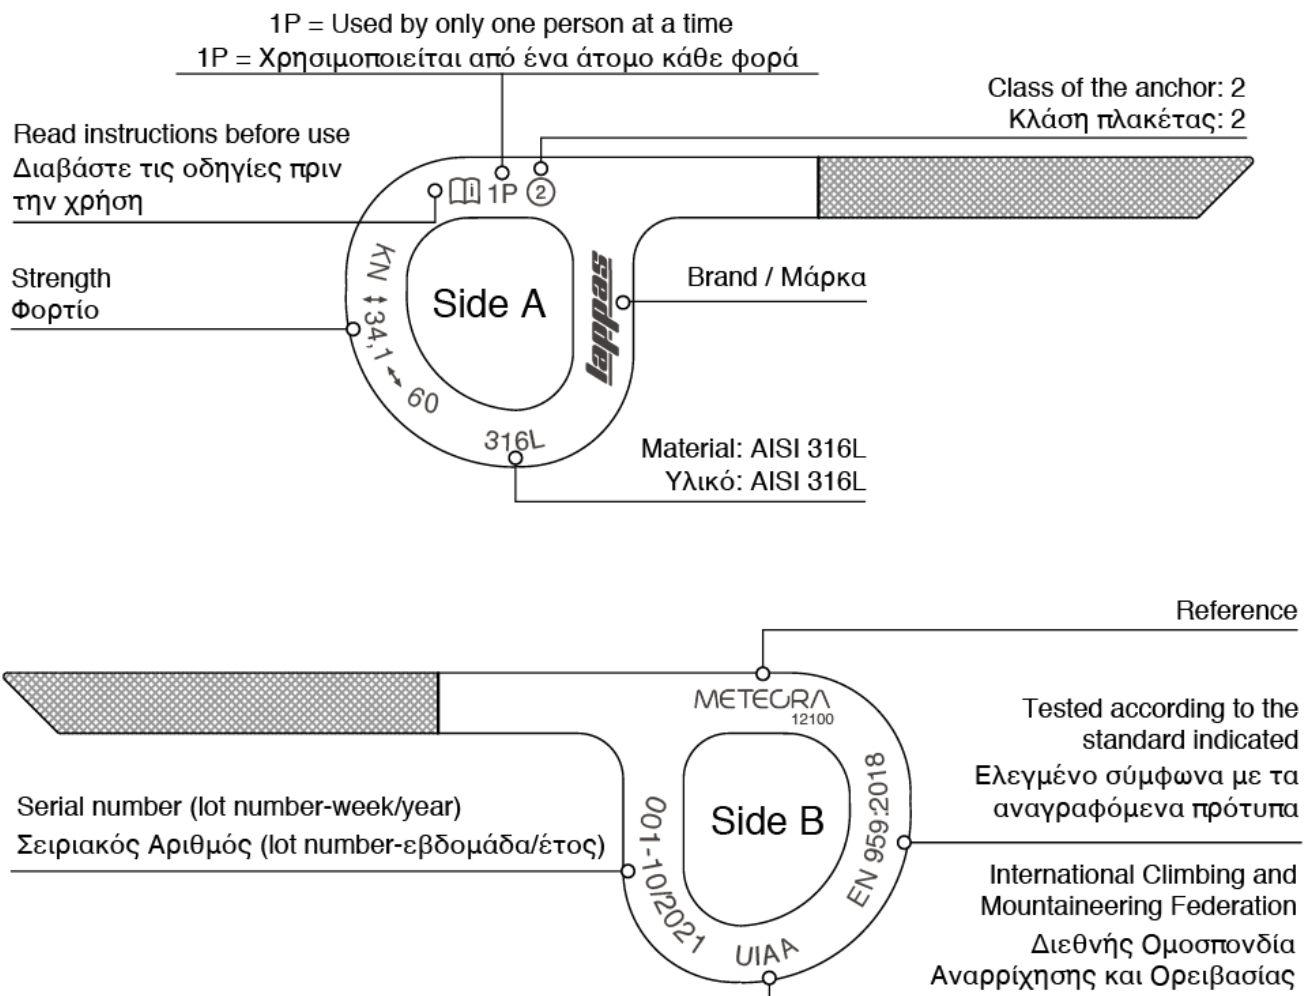 1P = Used by only one person at a time
1P = Χρησιμοποιείται από ένα άτομο κάθε φορά
Class of the anchor: 2
Κλάση πλακέτας: 2
Read instructions before use
Διαβάστε τις οδηγίες πριν
την χρήση
i 1P 2
Strength
Φορτίο
KN ↕34,1↔60
Side A
lappas
Brand / Μάρκα
316L
Material: AISI 316L
Υλικό: AISI 316L
Reference
METEORA
12100
Tested according to the
standard indicated
Ελεγμένο σύμφωνα με τα
αναγραφόμενα πρότυπα
EN 959:2018
Side B
Serial number (lot number-week/year)
Σειριακός Αριθμός (lot number-εβδομάδα/έτος)
100-10/2021
UIAA
International Climbing and
Mountaineering Federation
Διεθνής Ομοσπονδία
Αναρρίχησης και Ορειβασίας